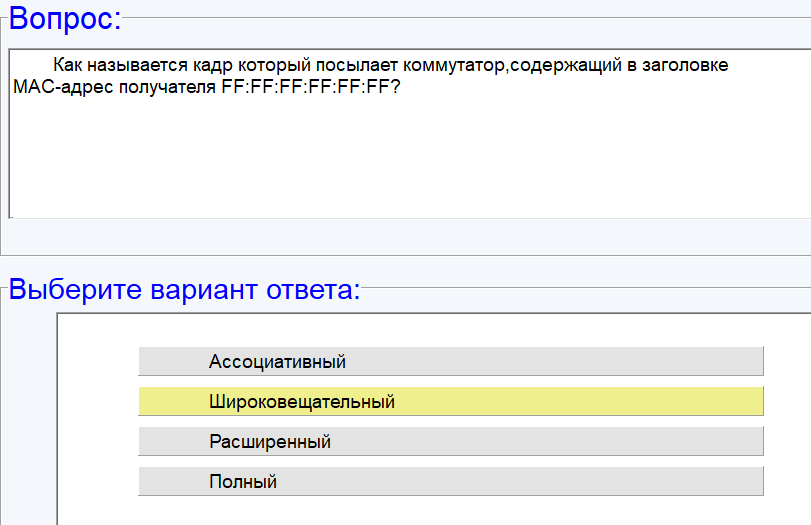 Вопрос:
Как называется кадр который посылает коммутатор,содержащий в заголовке
MAC-адрес получателя FF:FF:FF:FF:FF:FF?
Выберите вариант ответа:
Ассоциативный
Широковещательный
Расширенный
Полный